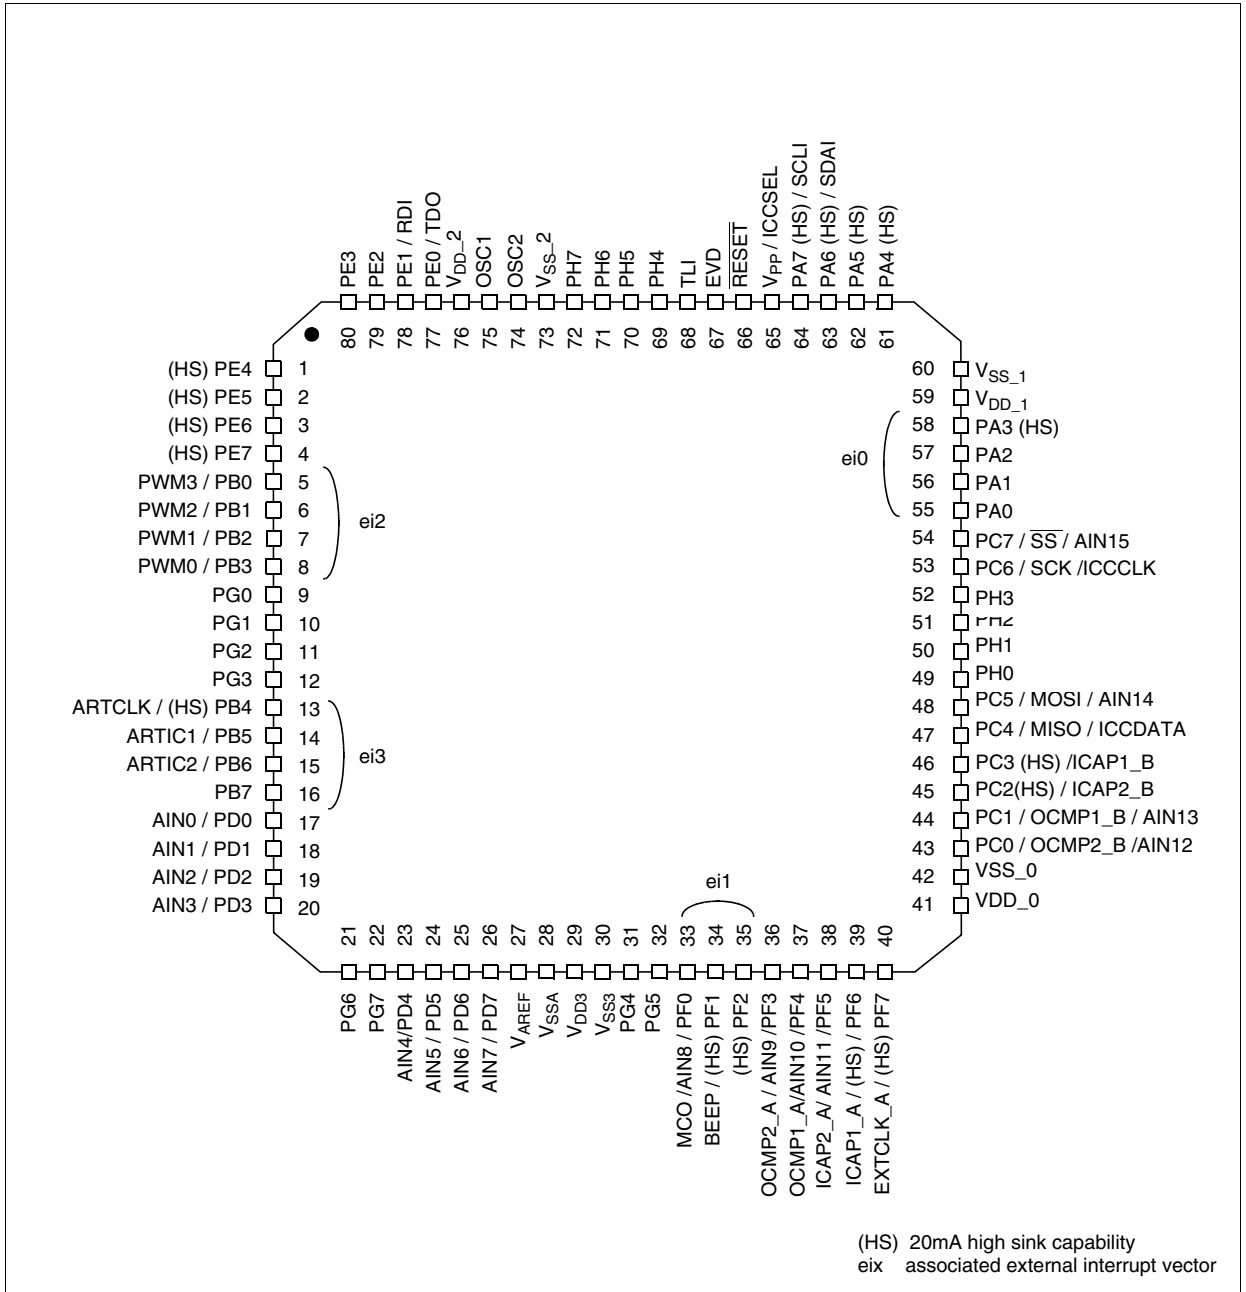 PE3
PE2
PE1 / RDI
PE0 / TDO
VDD_2
OSC1
OSC2
VSS_2
PH7
PH6
PH5
PH4
TLI
EVD
RESET
VPP / ICCSEL
PA7 (HS) / SCLI
PA6 (HS) / SDAI
PA5 (HS)
PA4 (HS)
80 79 78 77 76 75 74 73 72 71 70 69 68 67 66 65 64 63 62 61
(HS) PE4 1
(HS) PE5 2
(HS) PE6 3
(HS) PE7 4
PWM3 / PB0 5
PWM2 / PB1 6
PWM1 / PB2 7
PWM0 / PB3 8
ei2
PG0 9
PG1 10
PG2 11
PG3 12
ARTCLK / (HS) PB4 13
ARTIC1 / PB5 14
ARTIC2 / PB6 15
PB7 16
ei3
AIN0 / PD0 17
AIN1 / PD1 18
AIN2 / PD2 19
AIN3 / PD3 20
60 VSS_1
59 VDD_1
58 PA3 (HS)
57 PA2
56 PA1
55 PA0
ei0
54 PC7 / SS / AIN15
53 PC6 / SCK /ICCCLK
52 PH3
51 PH2
50 PH1
49 PH0
48 PC5 / MOSI / AIN14
47 PC4 / MISO / ICCDATA
46 PC3 (HS) /ICAP1_B
45 PC2(HS) / ICAP2_B
44 PC1 / OCMP1_B / AIN13
43 PC0 / OCMP2_B /AIN12
42 VSS_0
41 VDD_0
ei1
21 22 23 24 25 26 27 28 29 30 31 32 33 34 35 36 37 38 39 40
PG6
PG7
AIN4/PD4
AIN5 / PD5
AIN6 / PD6
AIN7 / PD7
VAREF
VSSA
VDD3
VSS3
PG4
PG5
MCO /AIN8 / PF0
BEEP / (HS) PF1
(HS) PF2
OCMP2_A / AIN9 /PF3
OCMP1_A/AIN10 /PF4
ICAP2_A/ AIN11 /PF5
ICAP1_A / (HS) / PF6
EXTCLK_A / (HS) PF7
(HS) 20mA high sink capability
eix associated external interrupt vector